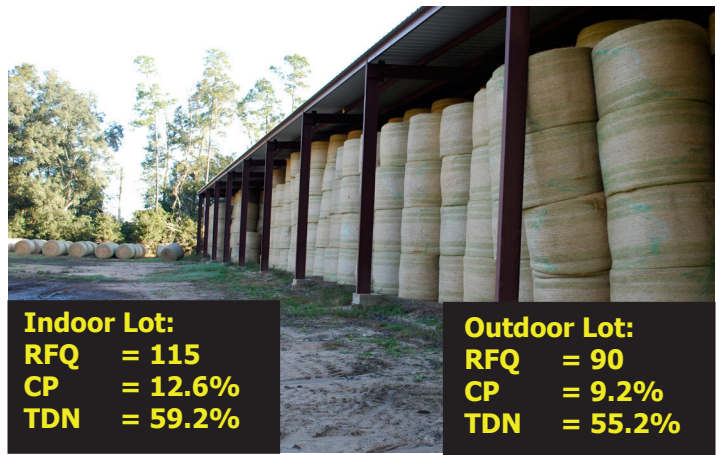 Indoor Lot:
RFQ = 115
CP = 12.6%
TDN = 59.2%
Outdoor Lot:
RFQ = 90
CP = 9.2%
TDN = 55.2%